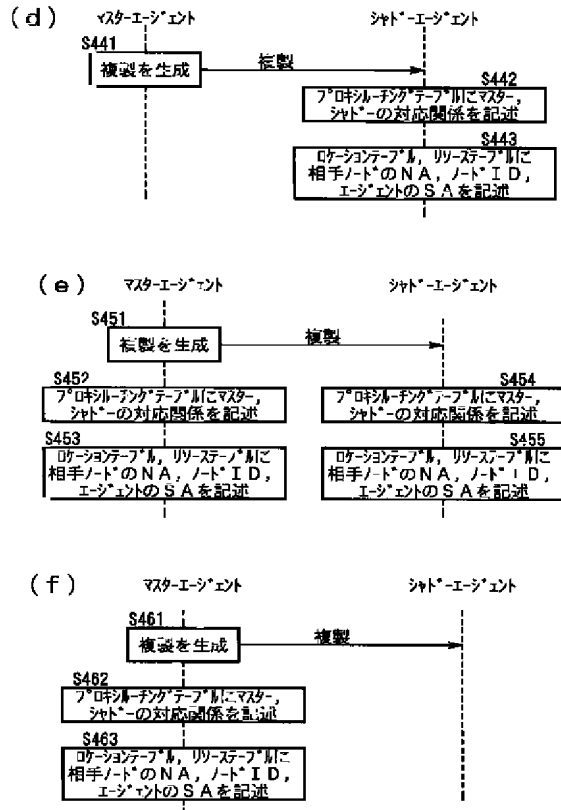 (d)
マスターエージェント
シャドーエージェント
S441
複製を生成
複製
S442
プロキシルーチングテーブルにマスター，
シャドーの対応関係を記述
S443
ロケーションテーブル，リソーステーブルに
相手ノードのNA，ノードID，
エージェントのSAを記述
(e)
マスターエージェント
シャドーエージェント
S451
複製を生成
複製
S452
プロキシルーチングテーブルにマスター，
シャドーの対応関係を記述
S453
ロケーションテーブル，リソーステーブルに
相手ノードのNA，ノードID，
エージェントのSAを記述
S454
プロキシルーチングテーブルにマスター，
シャドーの対応関係を記述
S455
ロケーションテーブル，リソーステーブルに
相手ノードのNA，ノードID，
エージェントのSAを記述
(f)
マスターエージェント
シャドーエージェント
S461
複製を生成
複製
S462
プロキシルーチングテーブルにマスター，
シャドーの対応関係を記述
S463
ロケーションテーブル，リソーステーブルに
相手ノードのNA，ノードID，
エージェントのSAを記述